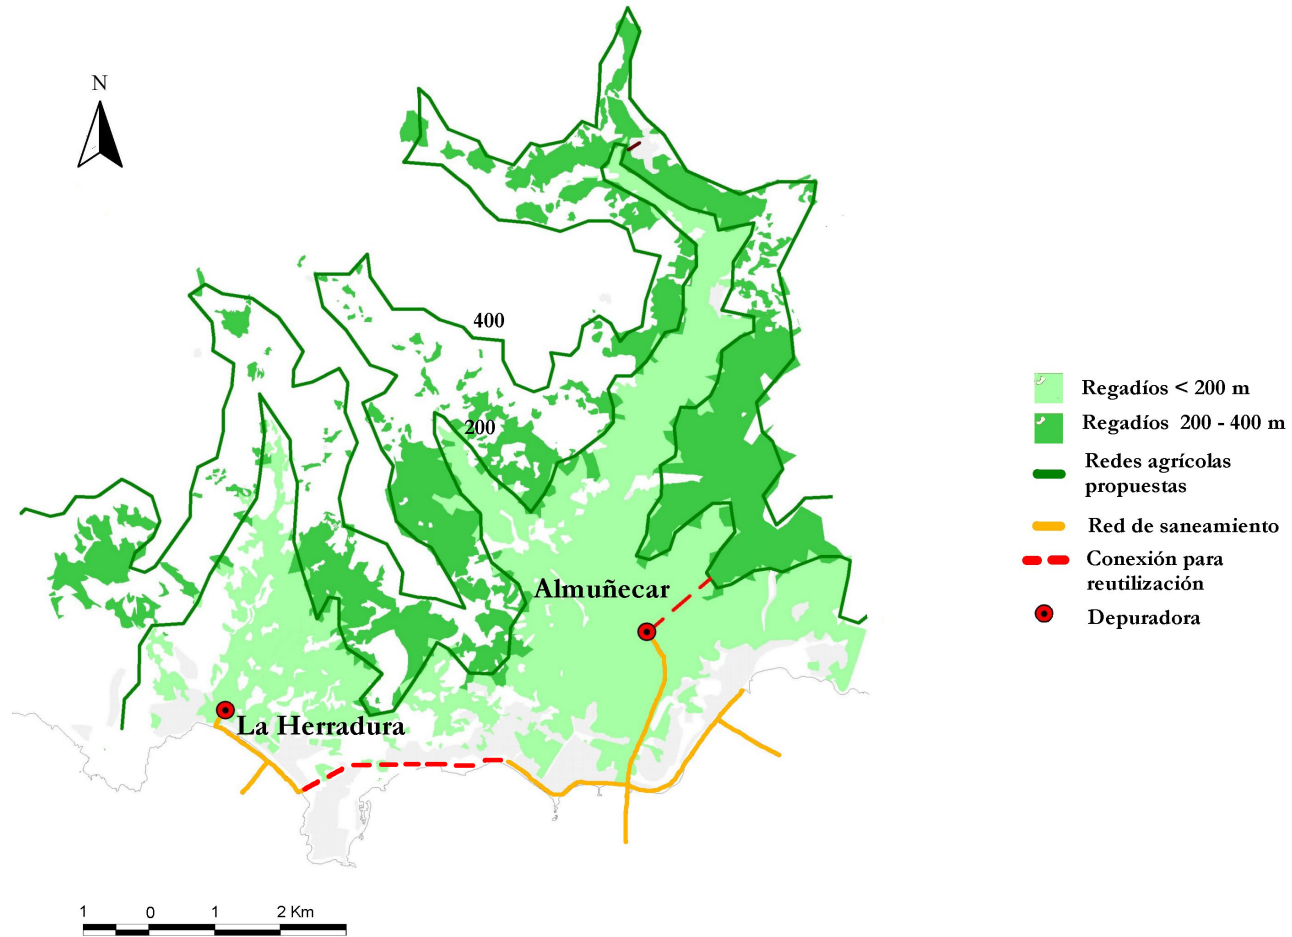 N
400
200
Almuñecar
La Herradura
Regadíos < 200 m
Regadíos 200 - 400 m
Redes agrícolas
propuestas
Red de saneamiento
Conexión para
reutilización
Depuradora
1 0 1 2 Km